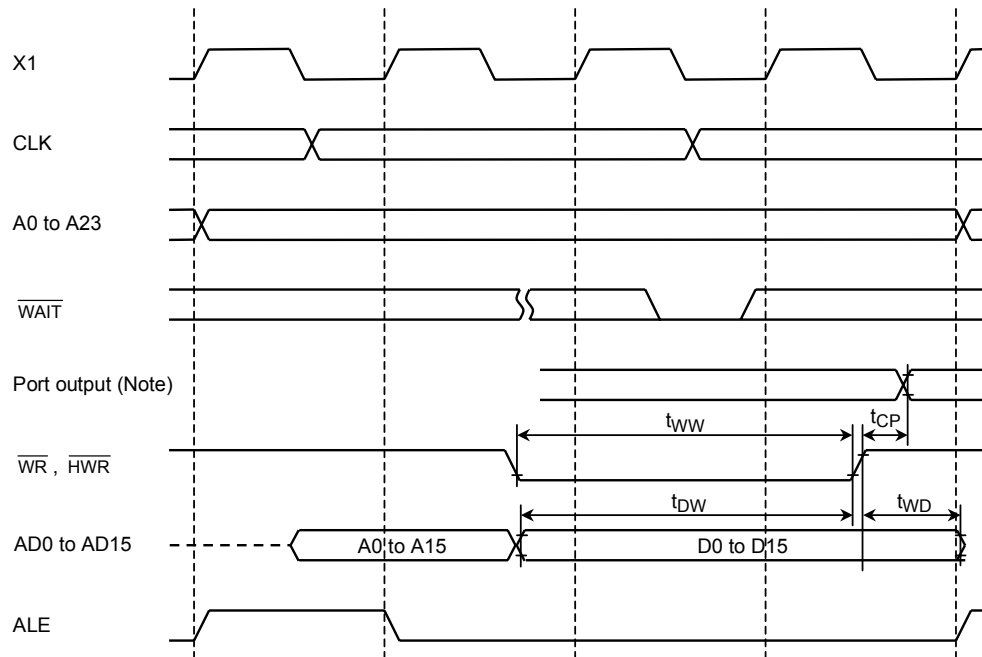 X1
CLK
A0 to A23
WAIT
Port output (Note)
tWW
tCP
WR , HWR
tDW
tWD
AD0 to AD15
A0 to A15
D0 to D15
ALE